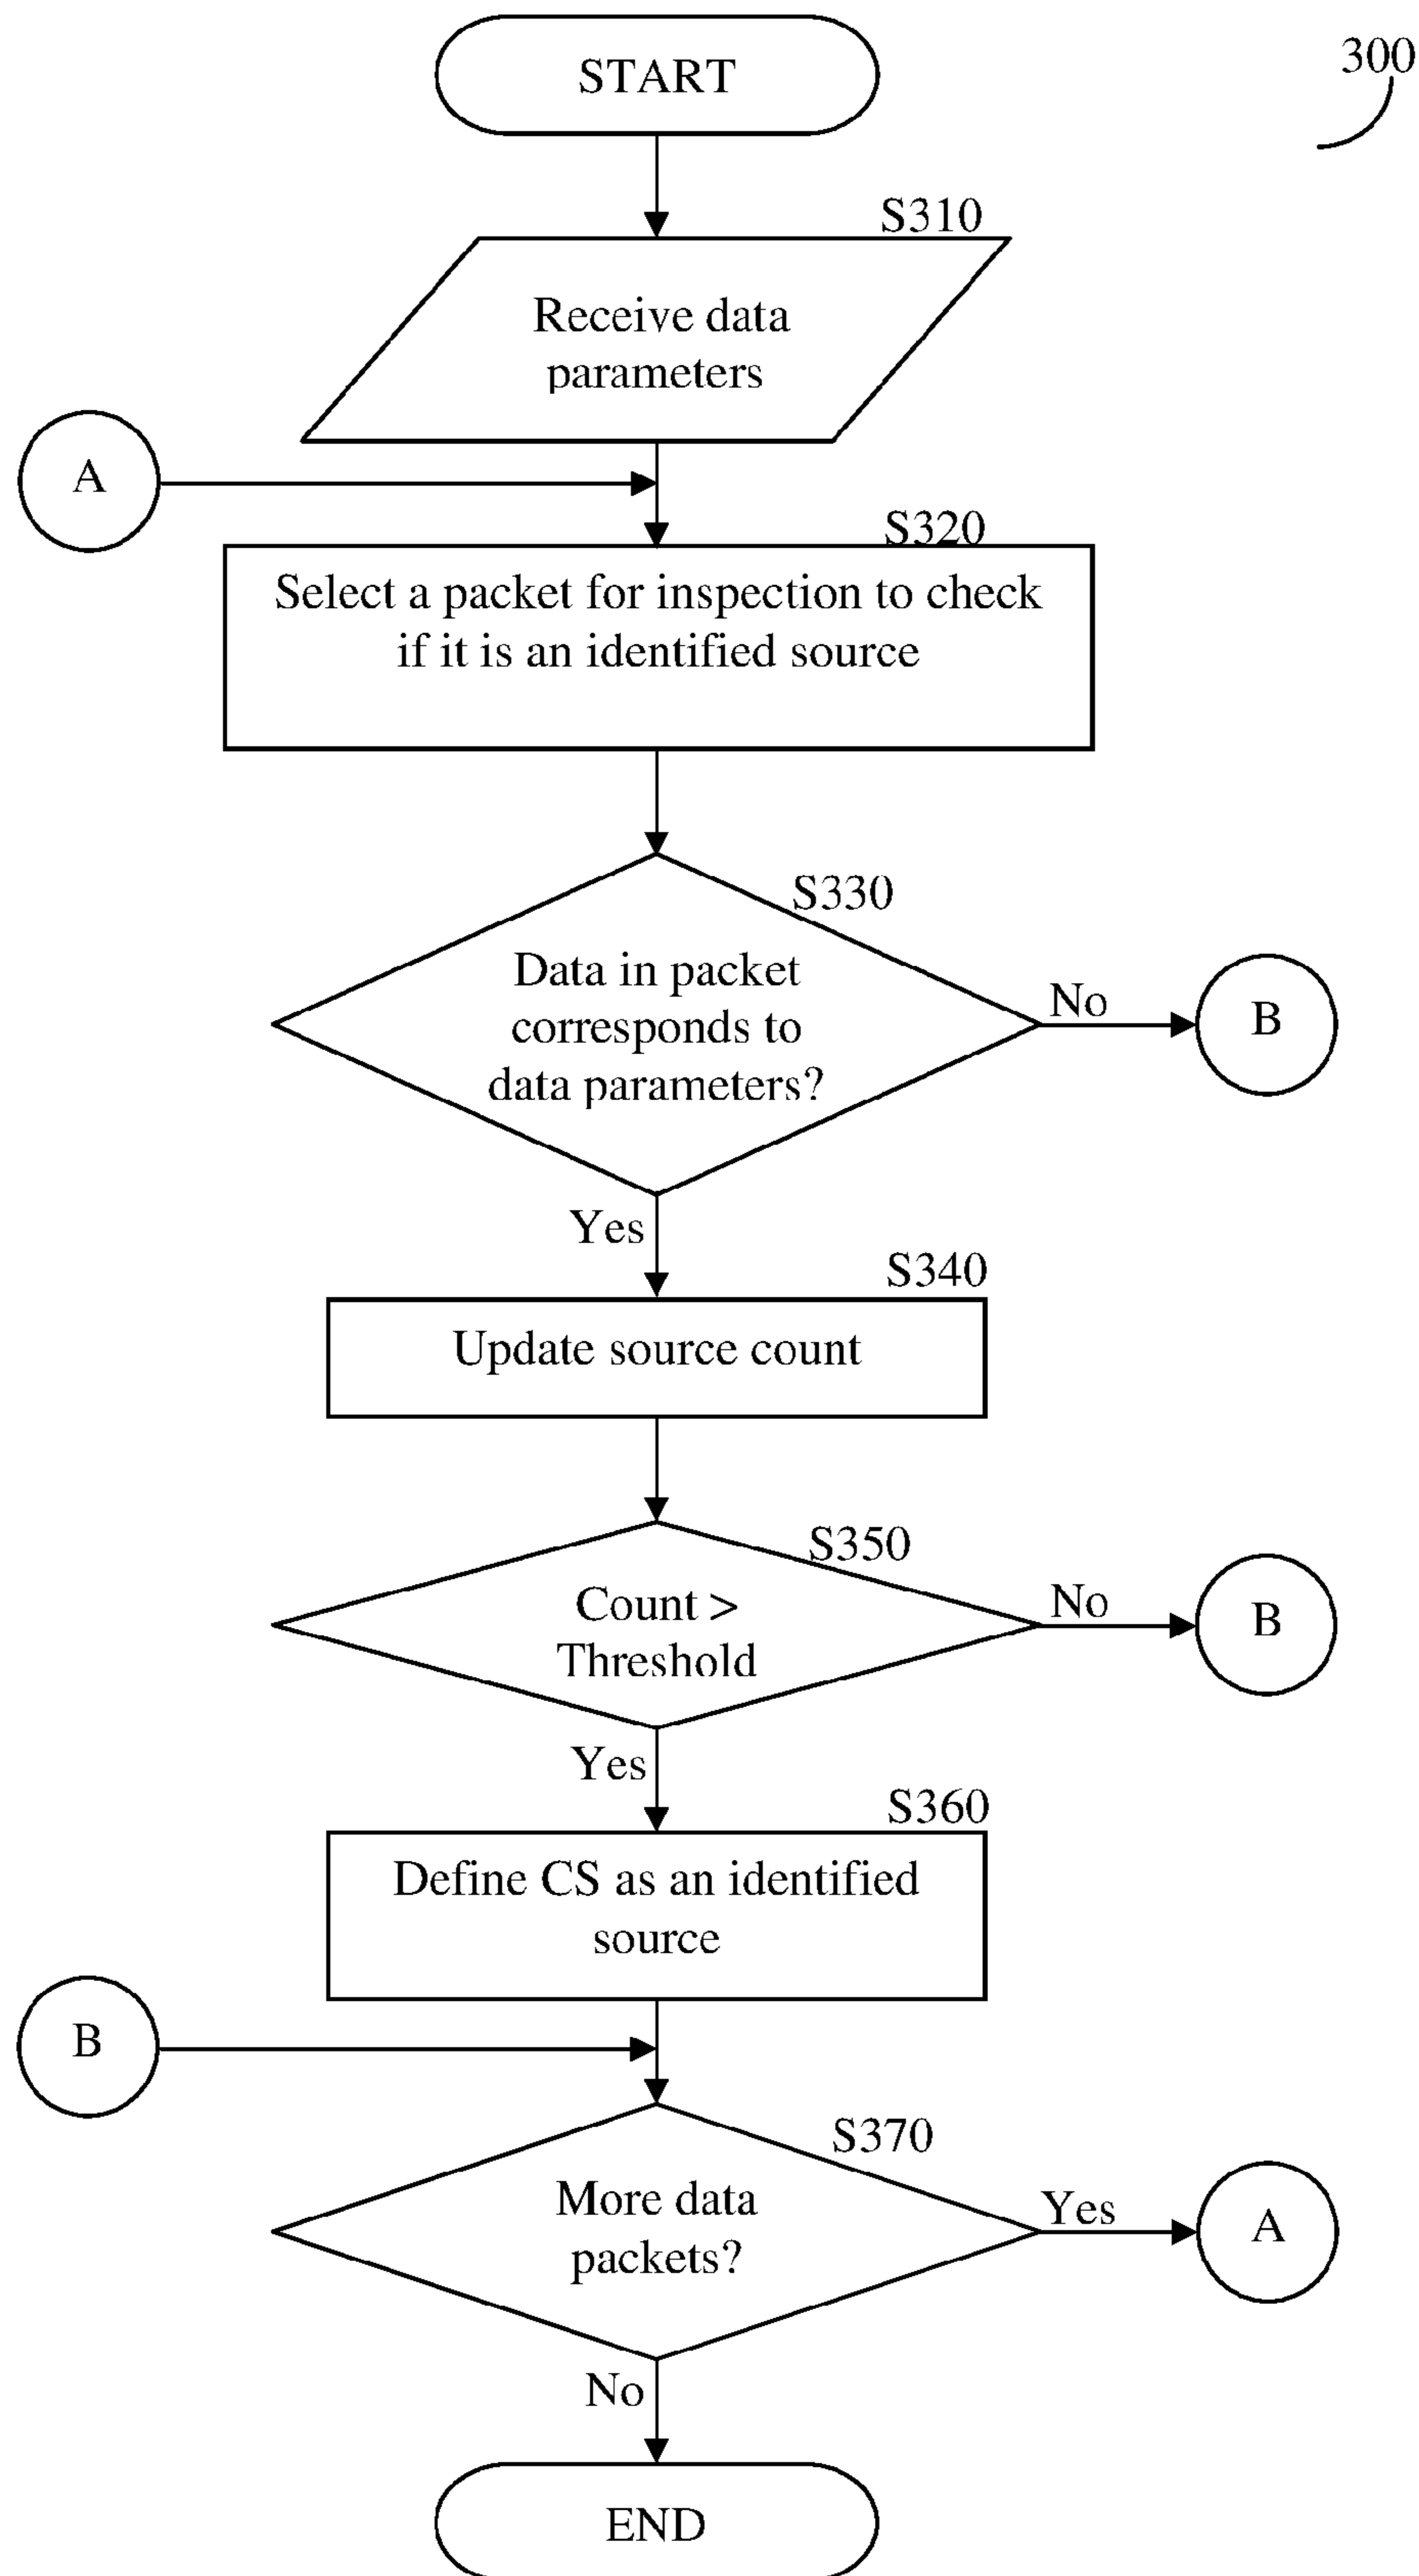 START
300
S310
Receive data
parameters
A
S320
Select a packet for inspection to check
if it is an identified source
S330
Data in packet
corresponds to
data parameters?
No
B
Yes
S340
Update source count
S350
Count >
Threshold
No
B
Yes
S360
Define CS as an identified
source
B
S370
More data
packets?
Yes
A
No
END